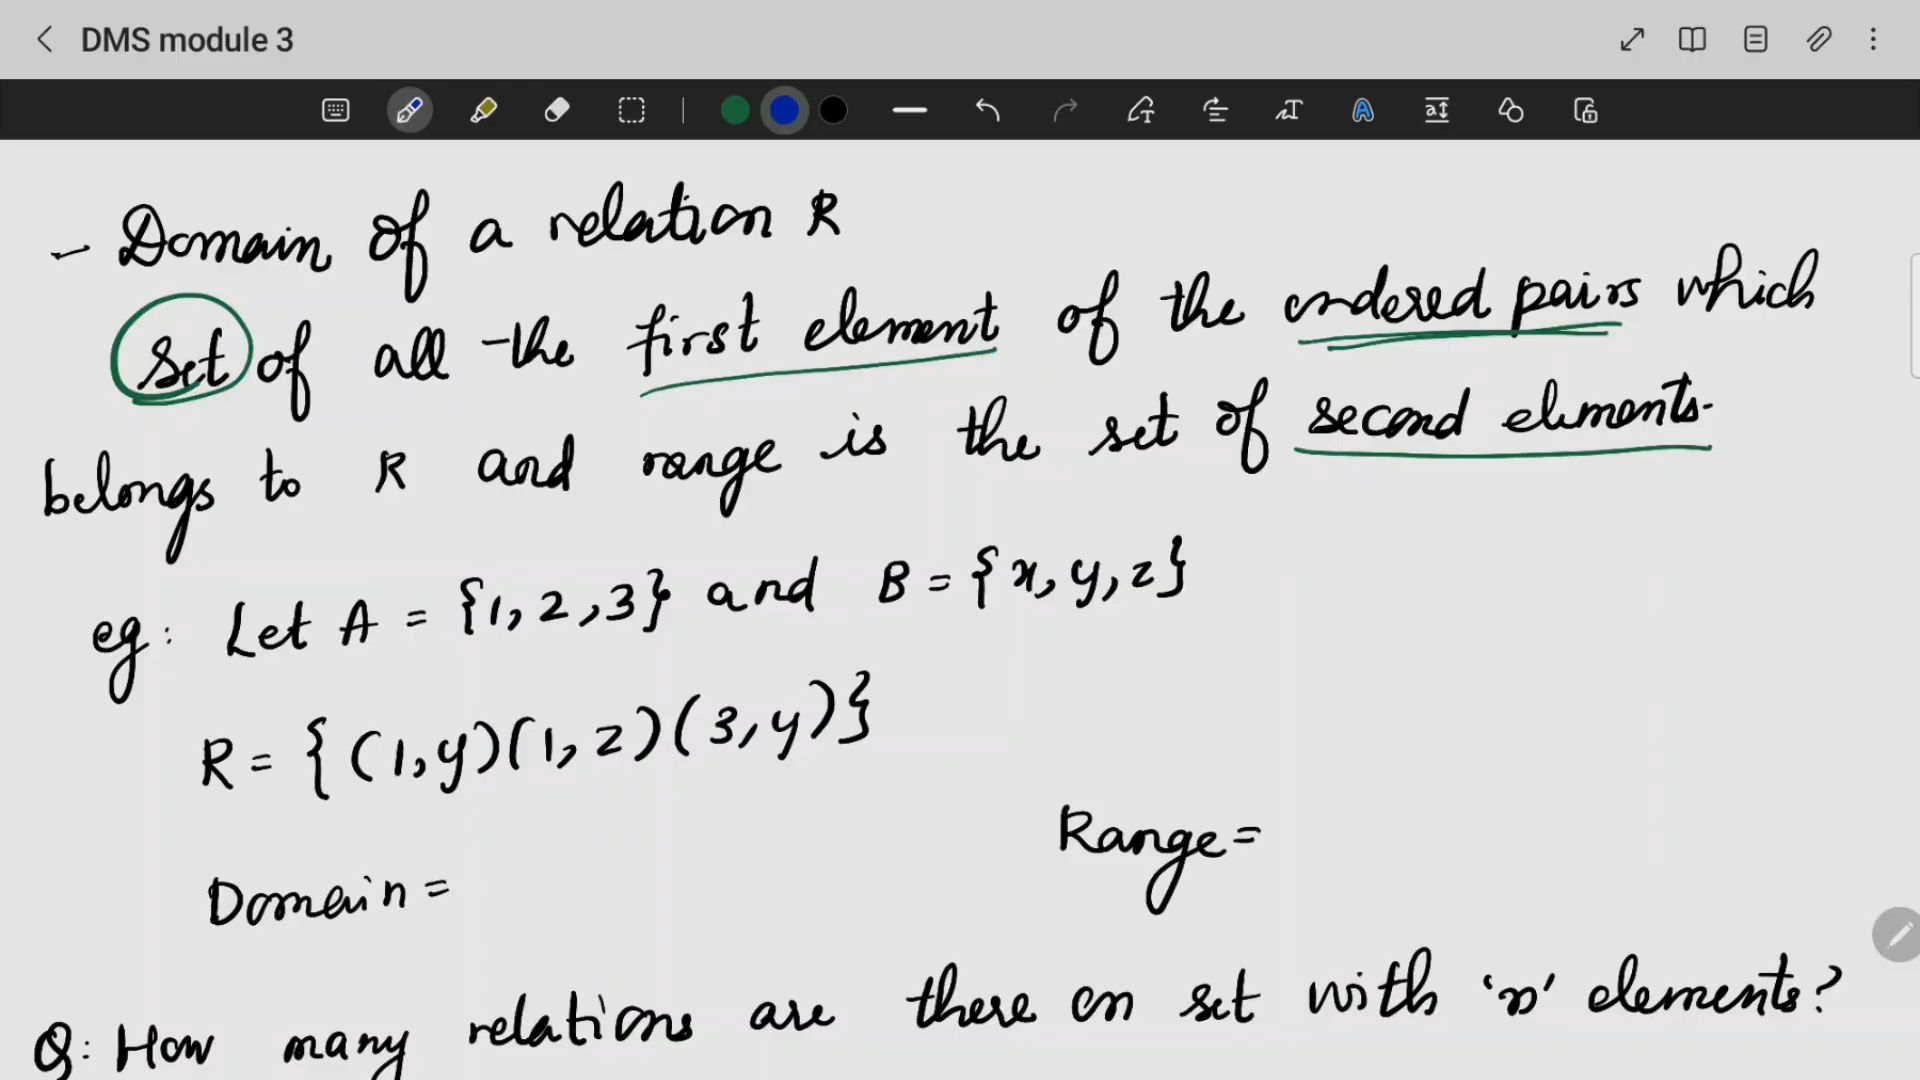 DMS module 3
- Domain of a relation R
Set of all the first element of the ordered pairs which
belongs to R and range is the set of second elements.
eg: Let A = {1, 2, 3} and B = {x, y, z}
R = { (1, y) (1, z) (3, y) }
Range =
Domain =
Q: How many relations are there on set with 'n' elements?